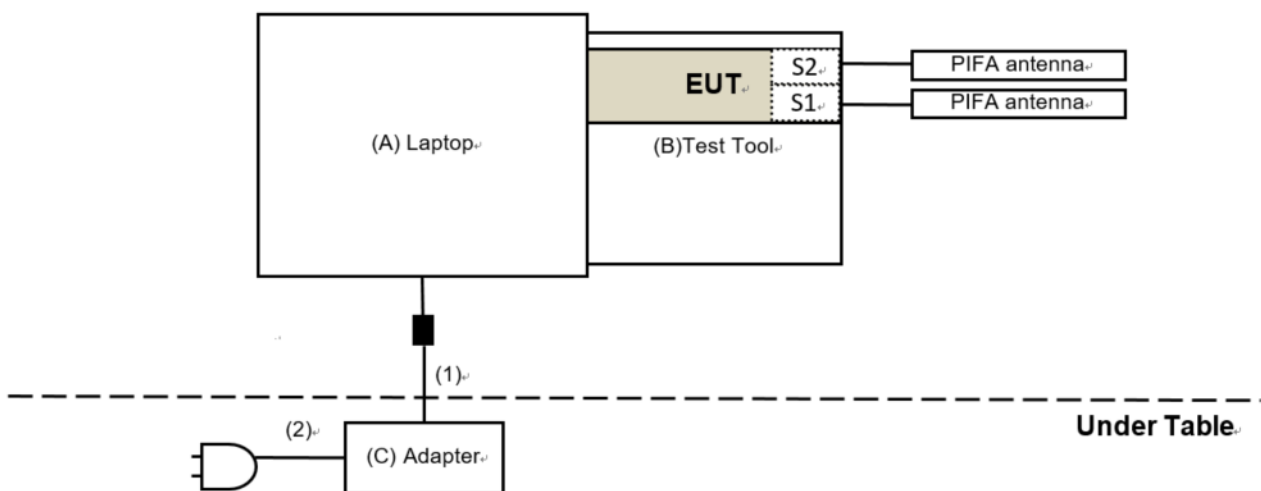 S2
PIFA antenna
EUT
S1
PIFA antenna
(A) Laptop
(B)Test Tool
(1)
Under Table
(2)
(C) Adapter